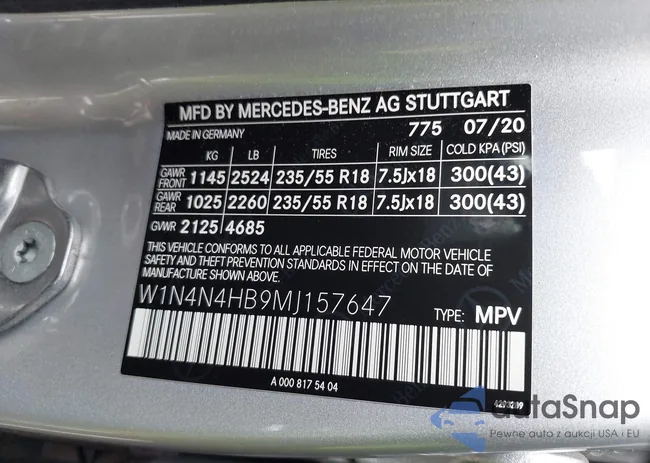 MFD BY MERCEDES-BENZ AG STUTTGART
MADE IN GERMANY 775 07/20
KG LB TIRES RIM SIZE COLD KPA (PSI)
GAWR FRONT 1145 2524 235/55 R18 7.5Jx18 300(43)
GAWR REAR 1025 2260 235/55 R18 7.5Jx18 300(43)
GVWR 2125 4685
THIS VEHICLE CONFORMS TO ALL APPLICABLE FEDERAL MOTOR VEHICLE
SAFETY AND THEFT PREVENTION STANDARDS IN EFFECT ON THE DATE OF
MANUFACTURE SHOWN ABOVE.
W1N4N4HB9MJ157647 TYPE: MPV
A 000 817 54 04
autoSnap
Pewne auto z aukcji USA i EU